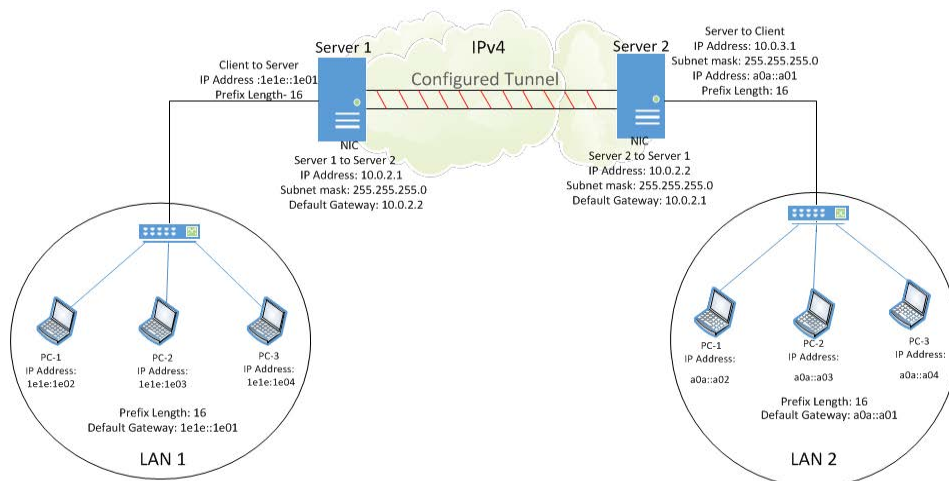 Server 1
IPv4
Server 2
Configured Tunnel
Client to Server
IP Address :1e1e::1e01
Prefix Length- 16
Server to Client
IP Address: 10.0.3.1
Subnet mask: 255.255.255.0
IP Address: a0a::a01
Prefix Length: 16
NIC
Server 1 to Server 2
IP Address: 10.0.2.1
Subnet mask: 255.255.255.0
Default Gateway: 10.0.2.2
NIC
Server 2 to Server 1
IP Address: 10.0.2.2
Subnet mask: 255.255.255.0
Default Gateway: 10.0.2.1
PC-1
IP Address:
1e1e:1e02
PC-2
IP Address:
1e1e:1e03
PC-3
IP Address:
1e1e:1e04
Prefix Length: 16
Default Gateway: 1e1e::1e01
LAN 1
PC-1
IP Address:
a0a::a02
PC-2
IP Address:
a0a::a03
PC-3
IP Address:
a0a::a04
Prefix Length: 16
Default Gateway: a0a::a01
LAN 2